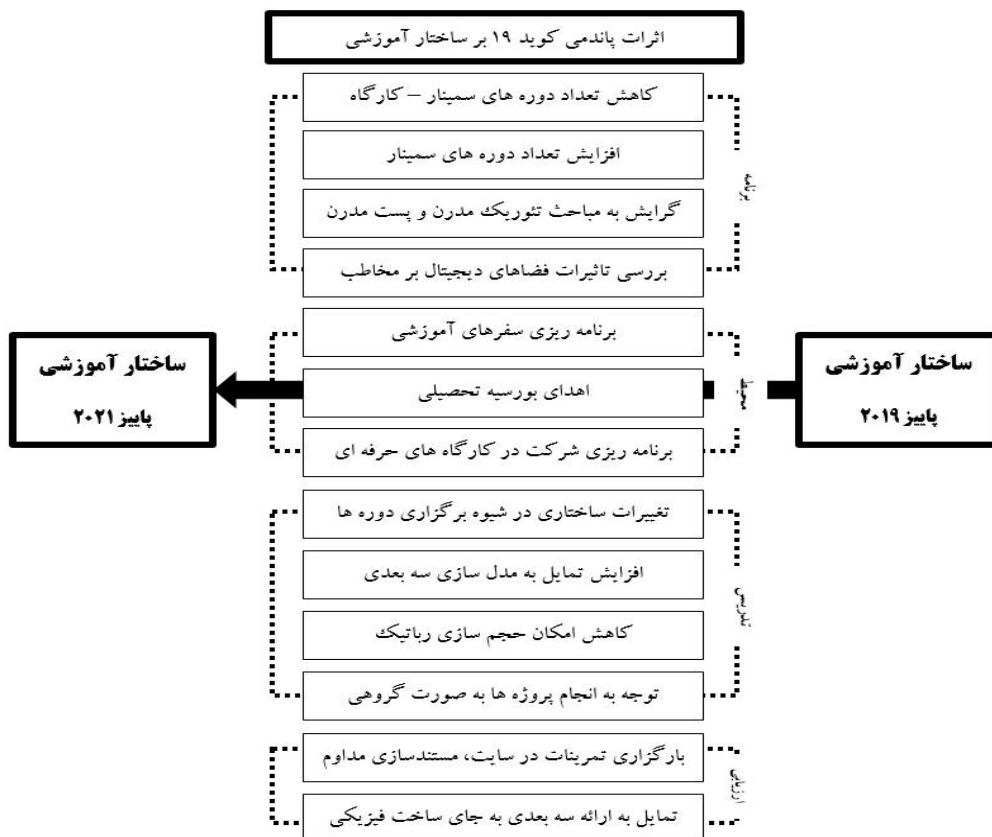 اثرات پاندمی کوید ۱۹ بر ساختار آموزشی
کاهش تعداد دوره های سمینار – کارگاه
افزایش تعداد دوره های سمینار
گرایش به مباحث تئوریک مدرن و پست مدرن
بررسی تاثیرات فضاهای دیجیتال بر مخاطب
برنامه
ساختار آموزشی
پاییز ۲۰۱۹
برنامه ریزی سفرهای آموزشی
اهدای بورسیه تحصیلی
برنامه ریزی شرکت در کارگاه های حرفه ای
محیط
ساختار آموزشی
پاییز ۲۰۲۱
تغییرات ساختاری در شیوه برگزاری دوره ها
افزایش تمایل به مدل سازی سه بعدی
کاهش امکان حجم سازی رباتیک
توجه به انجام پروژه ها به صورت گروهی
تدریس
بارگزاری تمرینات در سایت، مستندسازی مداوم
تمایل به ارائه سه بعدی به جای ساخت فیزیکی
ارزیابی